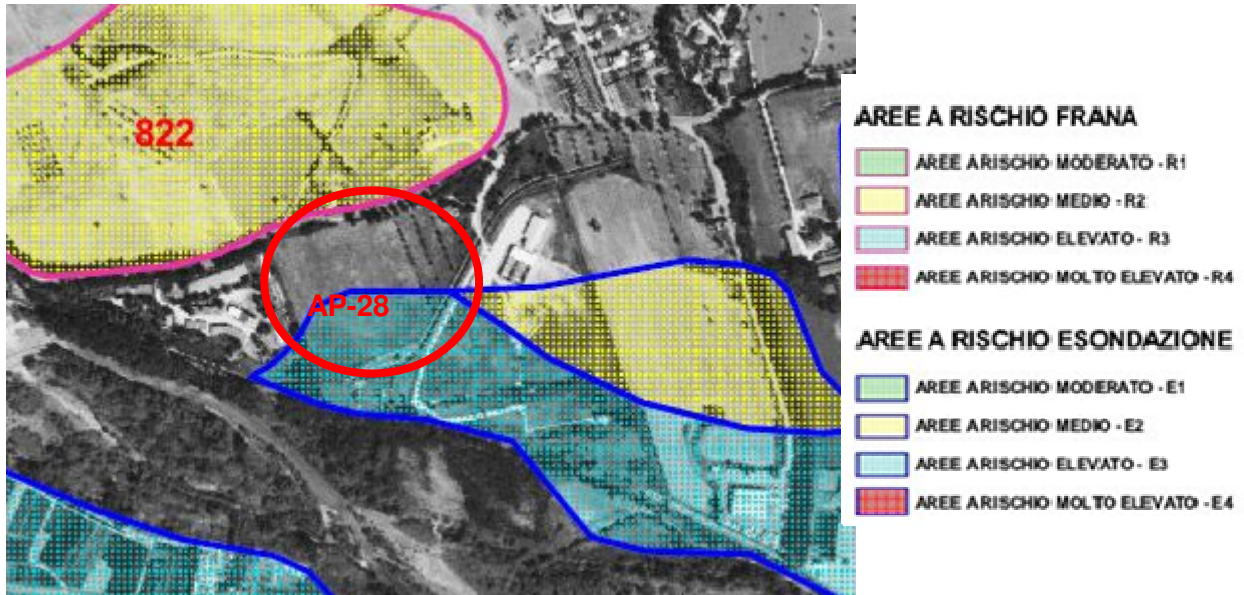 822
AP-28
AREE A RISCHIO FRANA
AREE A RISCHIO MODERATO - R1
AREE A RISCHIO MEDIO - R2
AREE A RISCHIO ELEVATO - R3
AREE A RISCHIO MOLTO ELEVATO - R4
AREE A RISCHIO ESONDAZIONE
AREE A RISCHIO MODERATO - E1
AREE A RISCHIO MEDIO - E2
AREE A RISCHIO ELEVATO - E3
AREE A RISCHIO MOLTO ELEVATO - E4